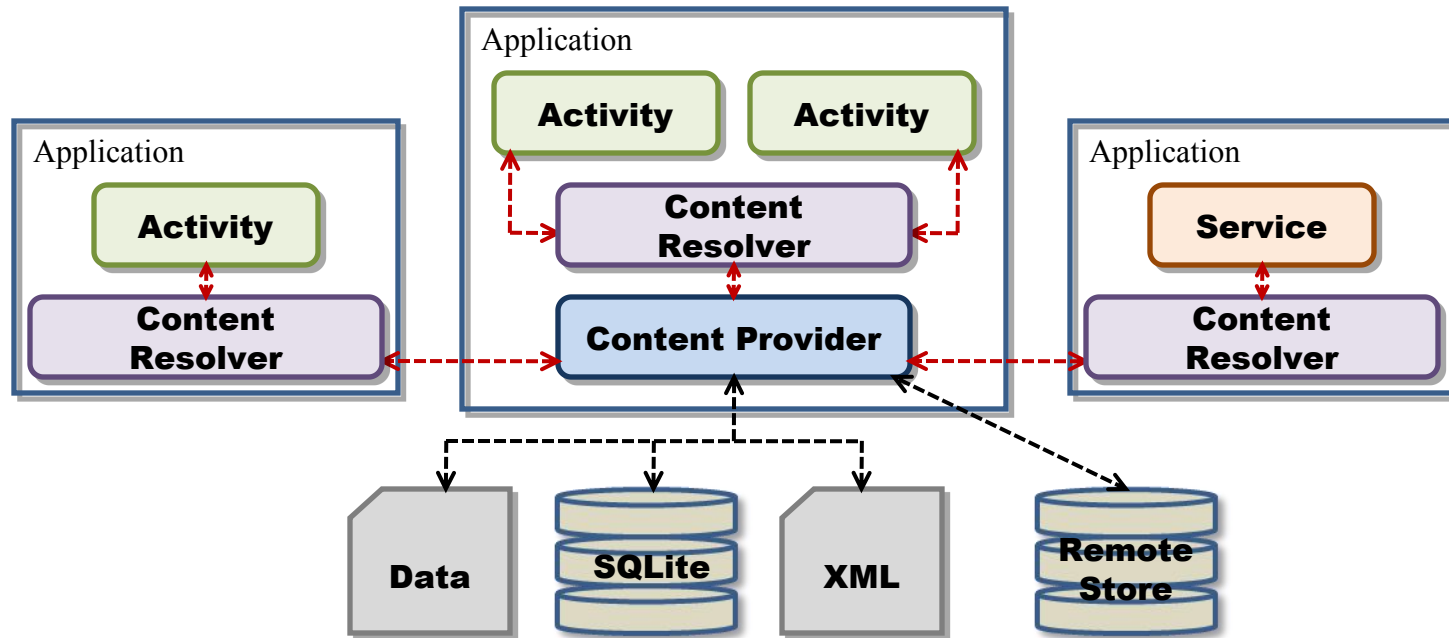 Application
Activity
Activity
Application
Application
Activity
Content
Resolver
Service
Content
Resolver
Content Provider
Content
Resolver
Data
SQLite
XML
Remote
Store